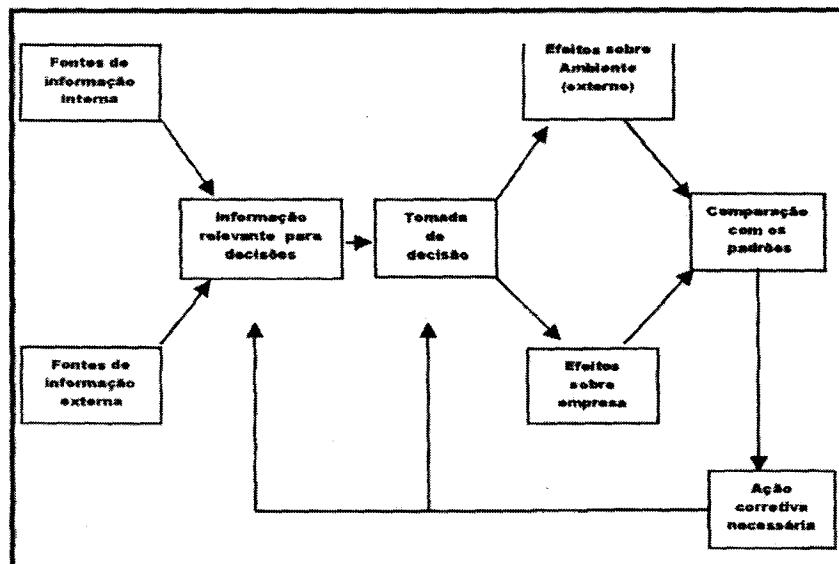 Fontes de
informação
interna
Efeitos sobre
Ambiente
(externo)
Informação
relevante para
decisões
Tomada
de
decisão
Comparação
com os
padrões
Fontes de
informação
externa
Efeitos
sobre
empresa
Ação
corretiva
necessária